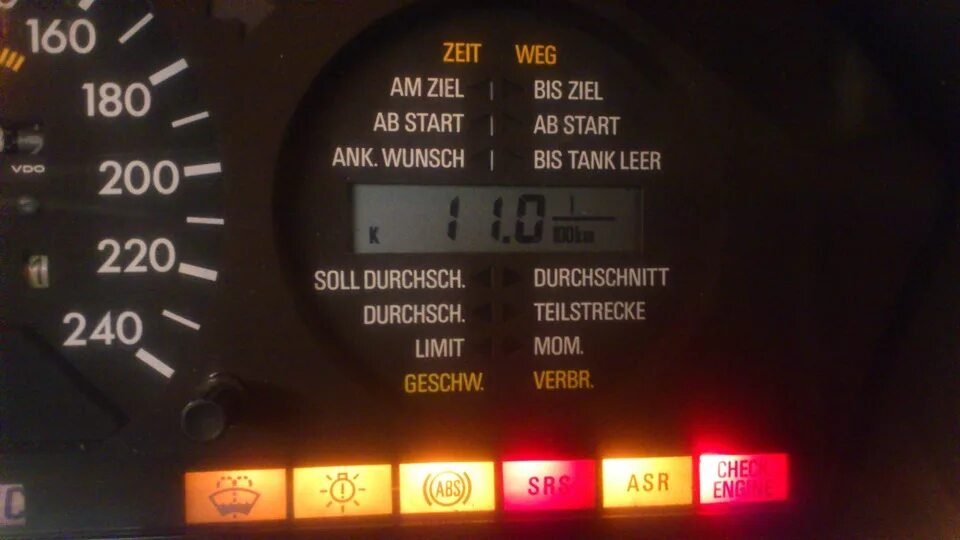 160
180
VDO
200
220
240
ZEIT WEG
AM ZIEL BIS ZIEL
AB START AB START
ANK. WUNSCH BIS TANK LEER
K 11.0 l/100km
SOLL DURCHSCH. DURCHSCHNITT
DURCHSCH. TEILSTRECKE
LIMIT MOM.
GESCHW. VERBR.
ABS SRS ASR CHECK
ENGINE